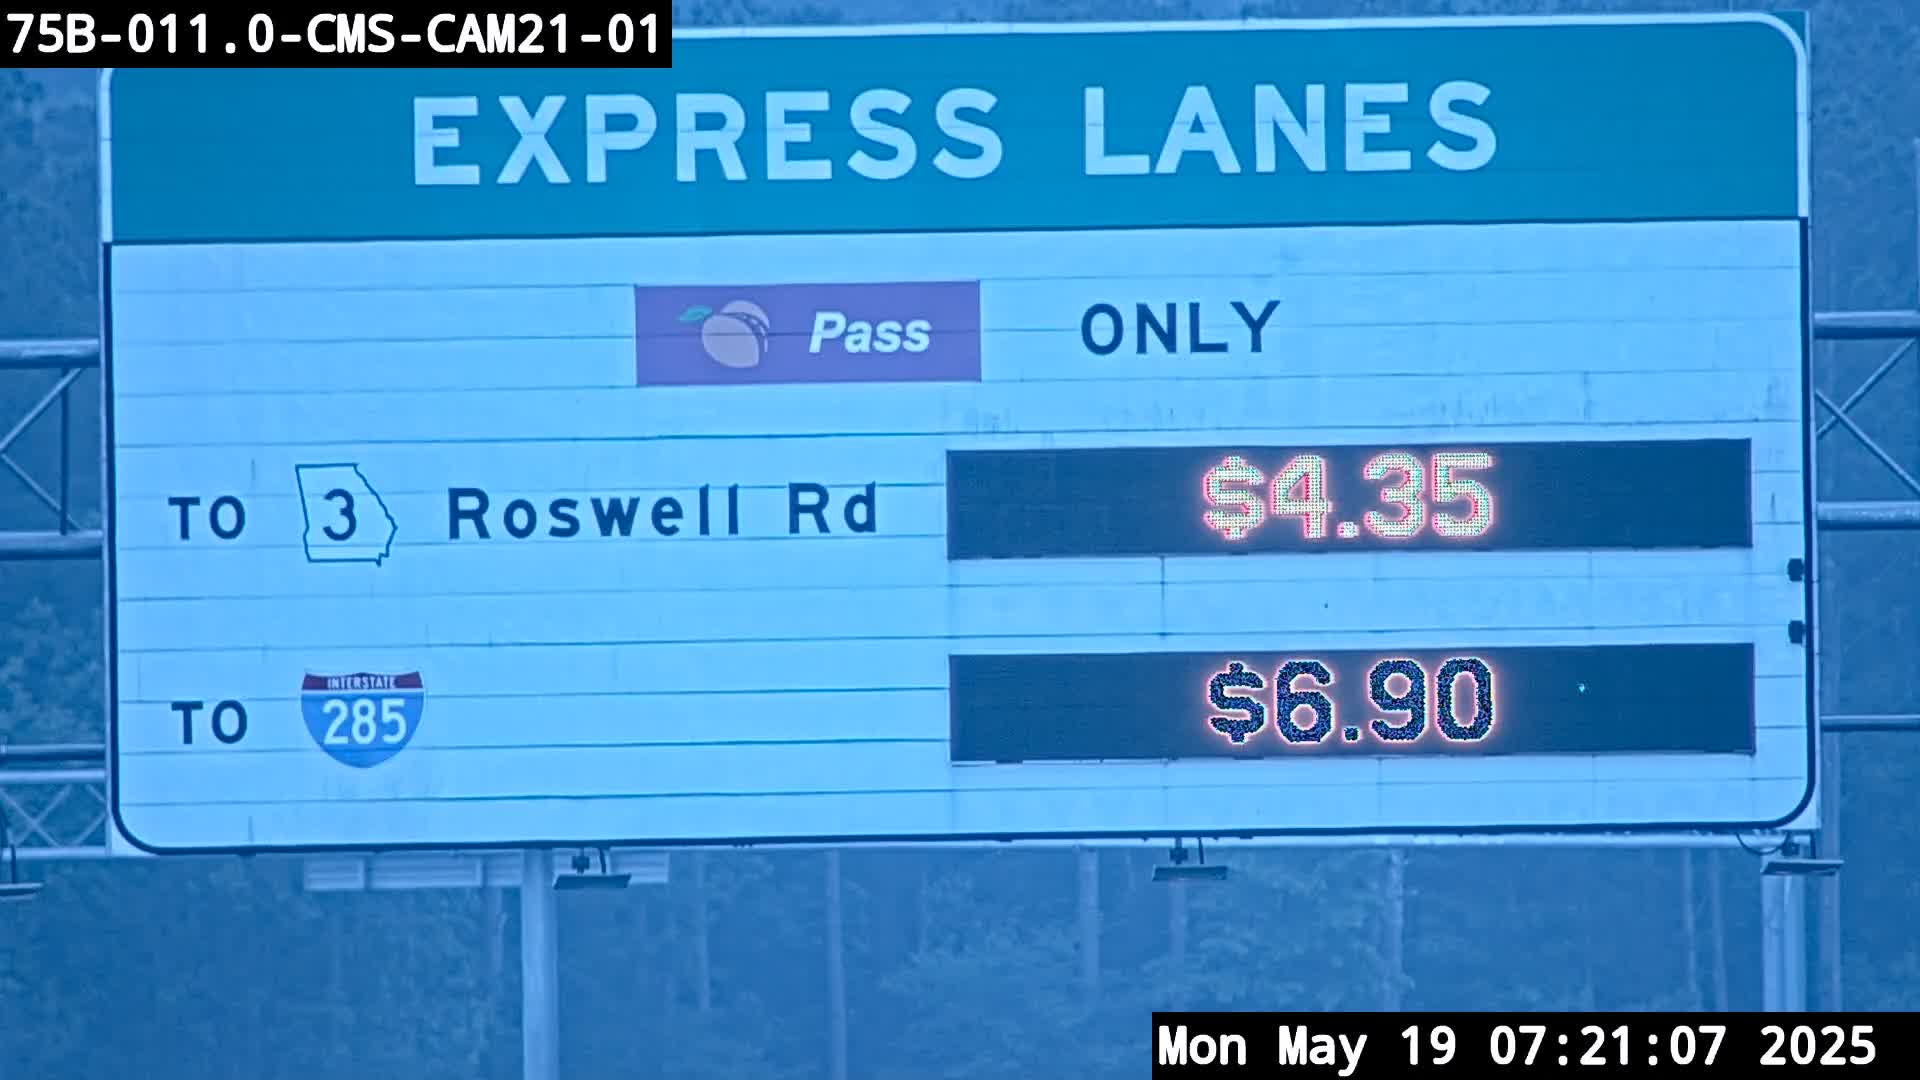 75B-011.0-CMS-CAM21-01
EXPRESS LANES
Pass ONLY
TO 3 Roswell Rd $4.35
TO INTERSTATE 285 $6.90
Mon May 19 07:21:07 2025